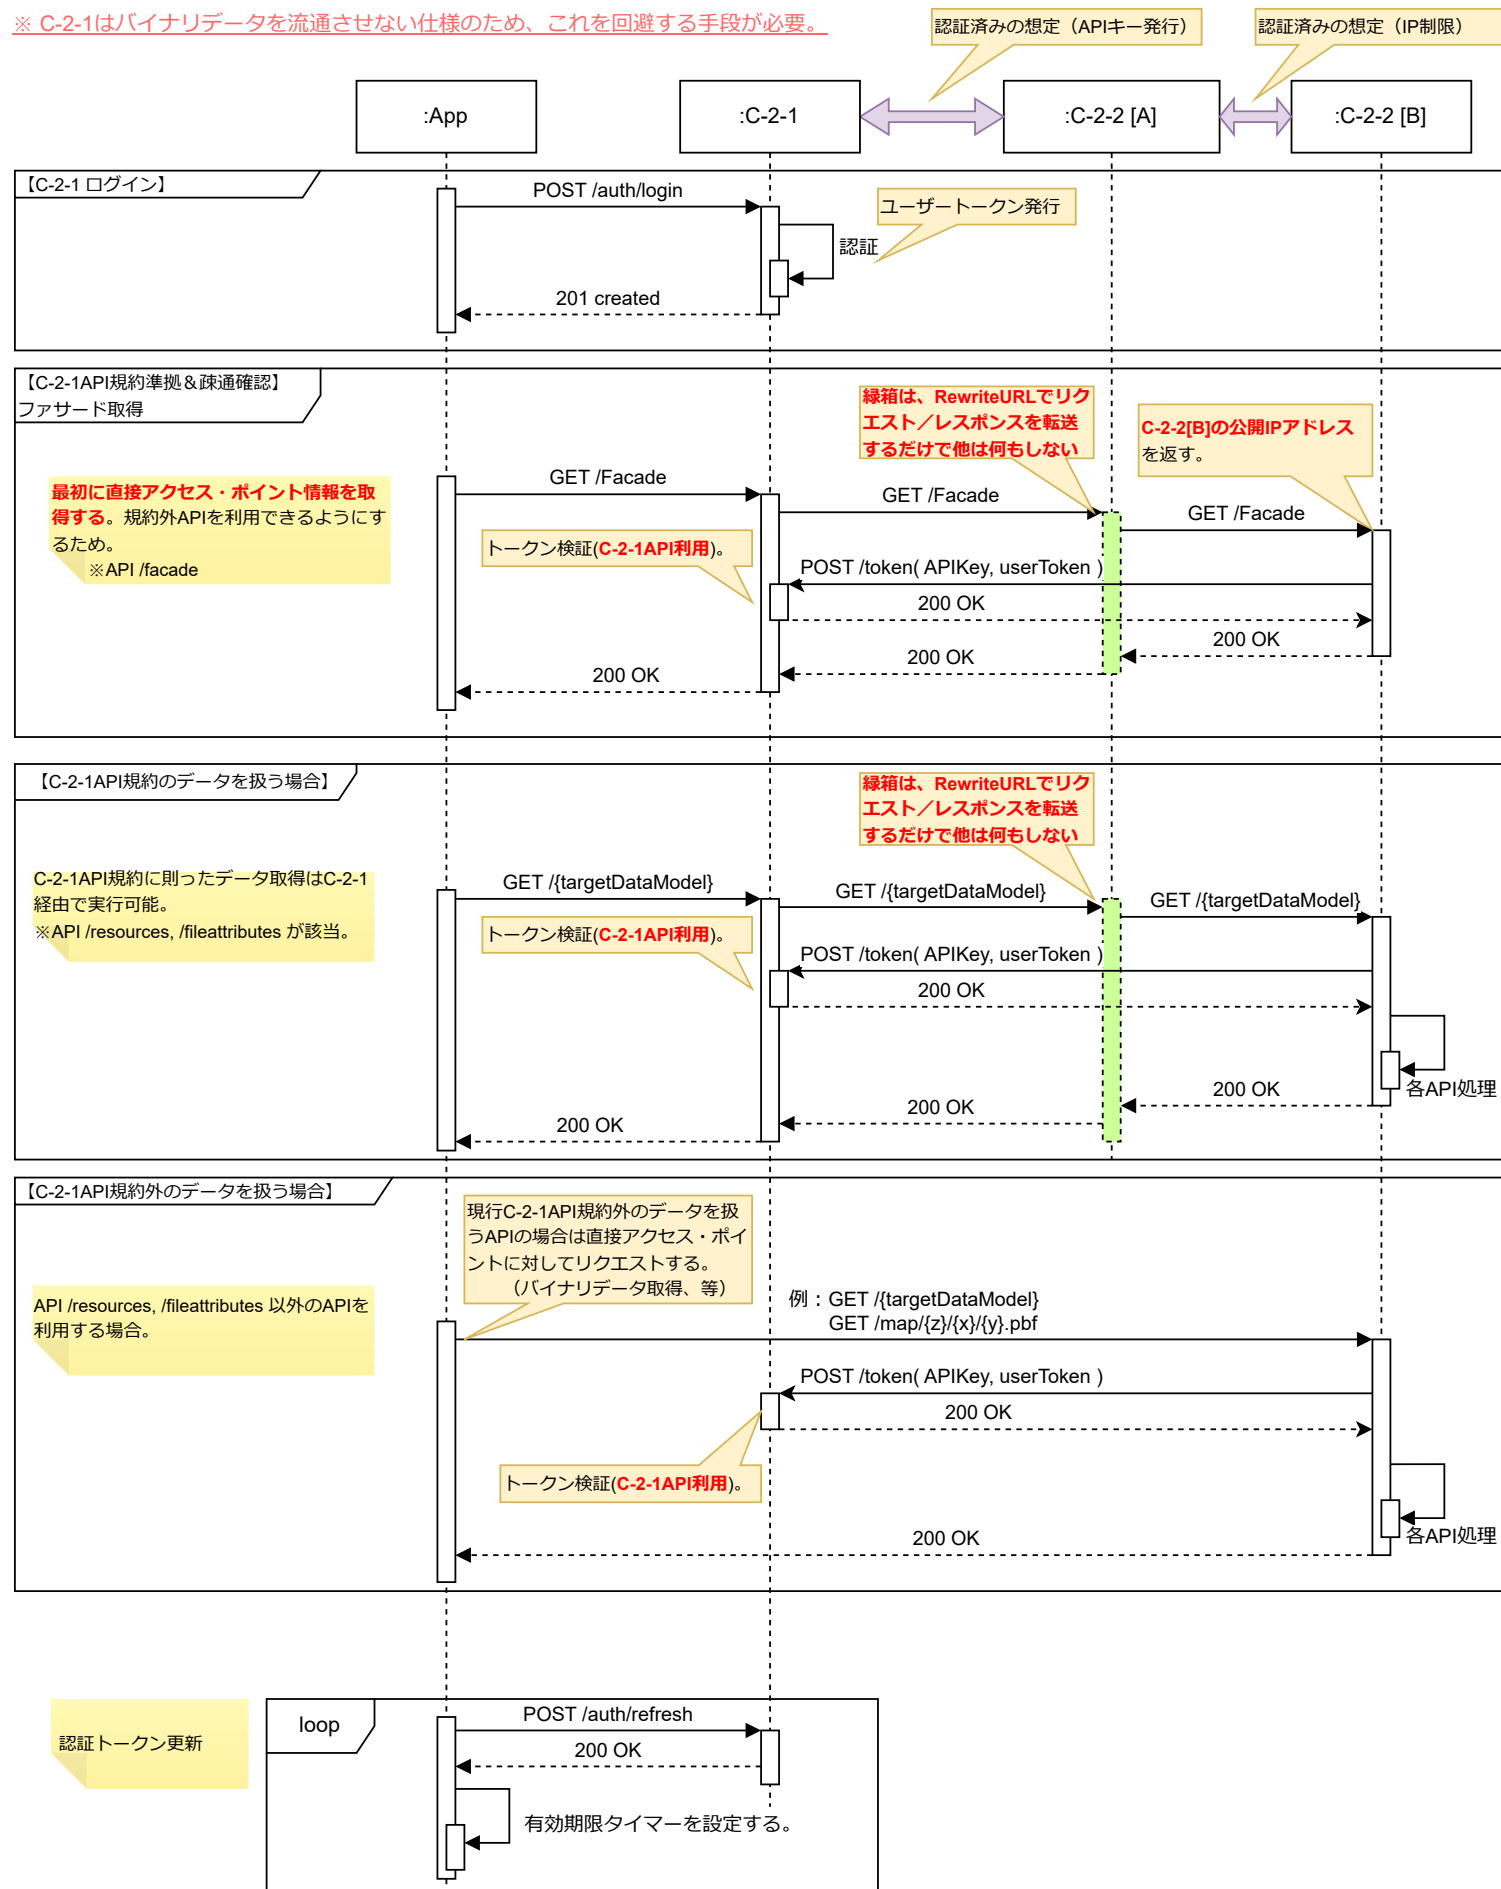 ※ C-2-1はバイナリデータを流通させない仕様のため、これを回避する手段が必要。
認証済みの想定（APIキー発行）
認証済みの想定（IP制限）
:App
:C-2-1
:C-2-2 [A]
:C-2-2 [B]
【C-2-1 ログイン】
POST /auth/login
ユーザートークン発行
認証
201 created
【C-2-1API規約準拠＆疎通確認】
ファサード取得
緑箱は、RewriteURLでリク
エスト／レスポンスを転送
するだけで他は何もしない
C-2-2[B]の公開IPアドレス
を返す。
最初に直接アクセス・ポイント情報を取
得する。規約外APIを利用できるようにす
るため。
※API /facade
GET /Facade
GET /Facade
GET /Facade
トークン検証(C-2-1API利用)。
POST /token( APIKey, userToken )
200 OK
200 OK
200 OK
200 OK
【C-2-1API規約のデータを扱う場合】
緑箱は、RewriteURLでリク
エスト／レスポンスを転送
するだけで他は何もしない
C-2-1API規約に則ったデータ取得はC-2-1
経由で実行可能。
※API /resources, /fileattributes が該当。
GET /{targetDataModel}
GET /{targetDataModel}
GET /{targetDataModel}
トークン検証(C-2-1API利用)。
POST /token( APIKey, userToken )
200 OK
各API処理
200 OK
200 OK
200 OK
【C-2-1API規約外のデータを扱う場合】
現行C-2-1API規約外のデータを扱
うAPIの場合は直接アクセス・ポイ
ントに対してリクエストする。
（バイナリデータ取得、等）
API /resources, /fileattributes 以外のAPIを
利用する場合。
例：GET /{targetDataModel}
GET /map/{z}/{x}/{y}.pbf
POST /token( APIKey, userToken )
200 OK
トークン検証(C-2-1API利用)。
各API処理
200 OK
認証トークン更新
loop
POST /auth/refresh
200 OK
有効期限タイマーを設定する。